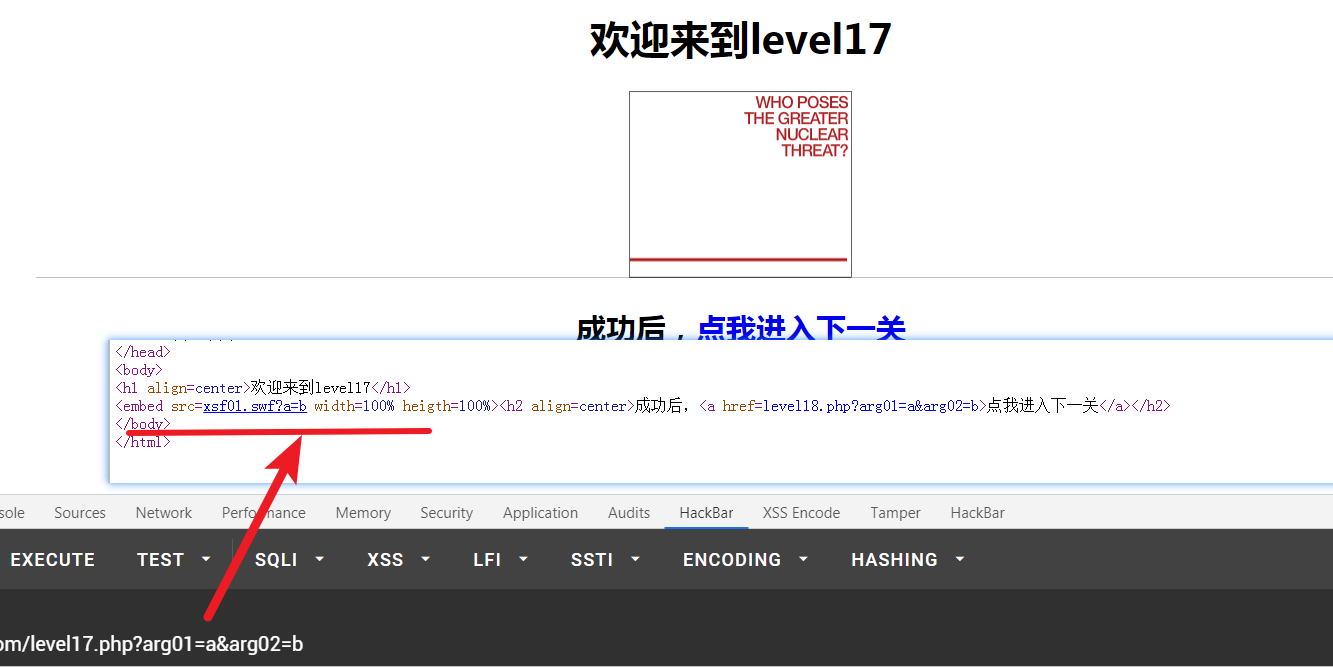 欢迎来到level17
WHO POSES
THE GREATER
NUCLEAR
THREAT?
成功后，点我进入下一关
</head>
<body>
<h1 align=center>欢迎来到level17</h1>
<embed src=xsf01.swf?a=b width=100% heigth=100%><h2 align=center>成功后，<a href=level18.php?arg01=a&arg02=b>点我进入下一关</a></h2>
</body>
</html>
sole Sources Network Performance Memory Security Application Audits HackBar XSS Encode Tamper HackBar
EXECUTE TEST SQLI XSS LFI SSTI ENCODING HASHING
om/level17.php?arg01=a&arg02=b